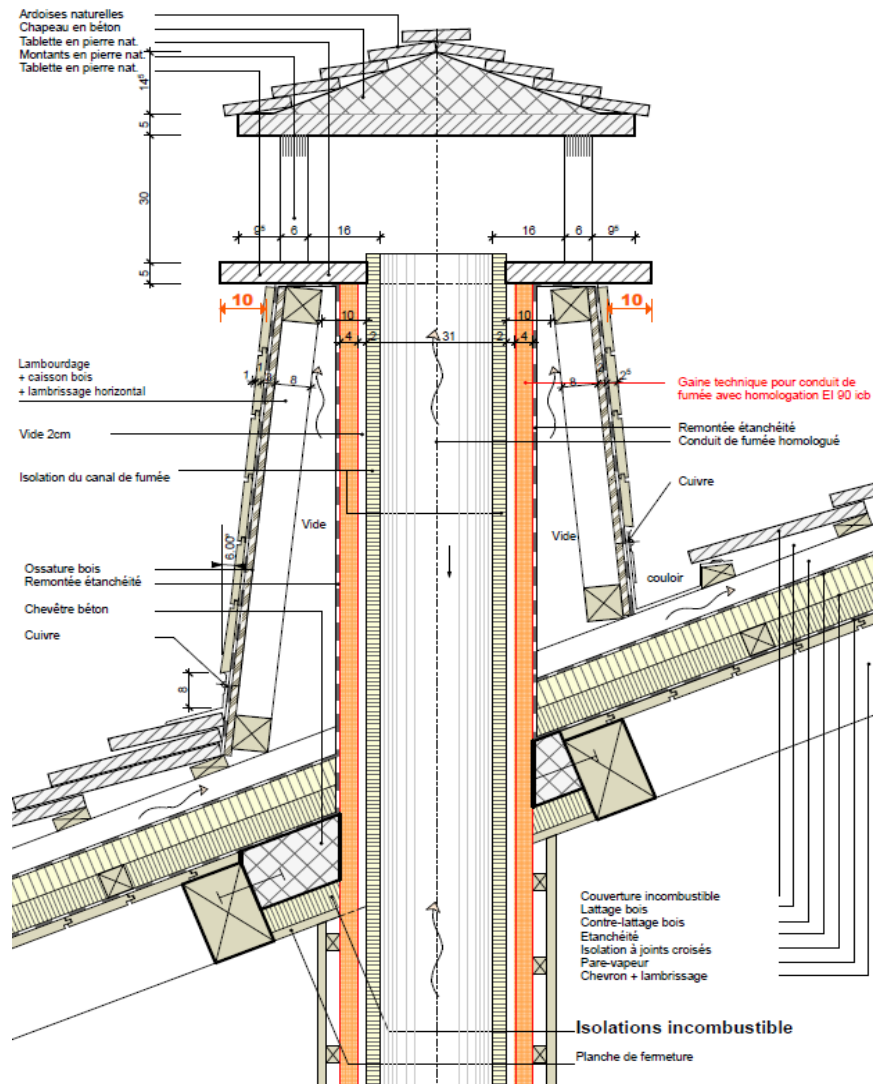 Ardoises naturelles
Chapeau en béton
Tablette en pierre nat.
Montants en pierre nat.
Tablette en pierre nat.
14⁵
5
30
9⁵ 6 16
16 6 9⁵
5
10
10
10
10
4 2 31 2 4
Lambourdage
+ caisson bois
+ lambrissage horizontal
1
8
8
2⁵
Gaine technique pour conduit de
fumée avec homologation EI 90 icb
Vide 2cm
Remontée étanchéité
Conduit de fumée homologué
Isolation du canal de fumée
Cuivre
Vide
Vide
6.00°
couloir
Ossature bois
Remontée étanchéité
Chevêtre béton
Cuivre
8
Couverture incombustible
Lattage bois
Contre-lattage bois
Etanchéité
Isolation à joints croisés
Pare-vapeur
Chevron + lambrissage
Isolations incombustible
Planche de fermeture